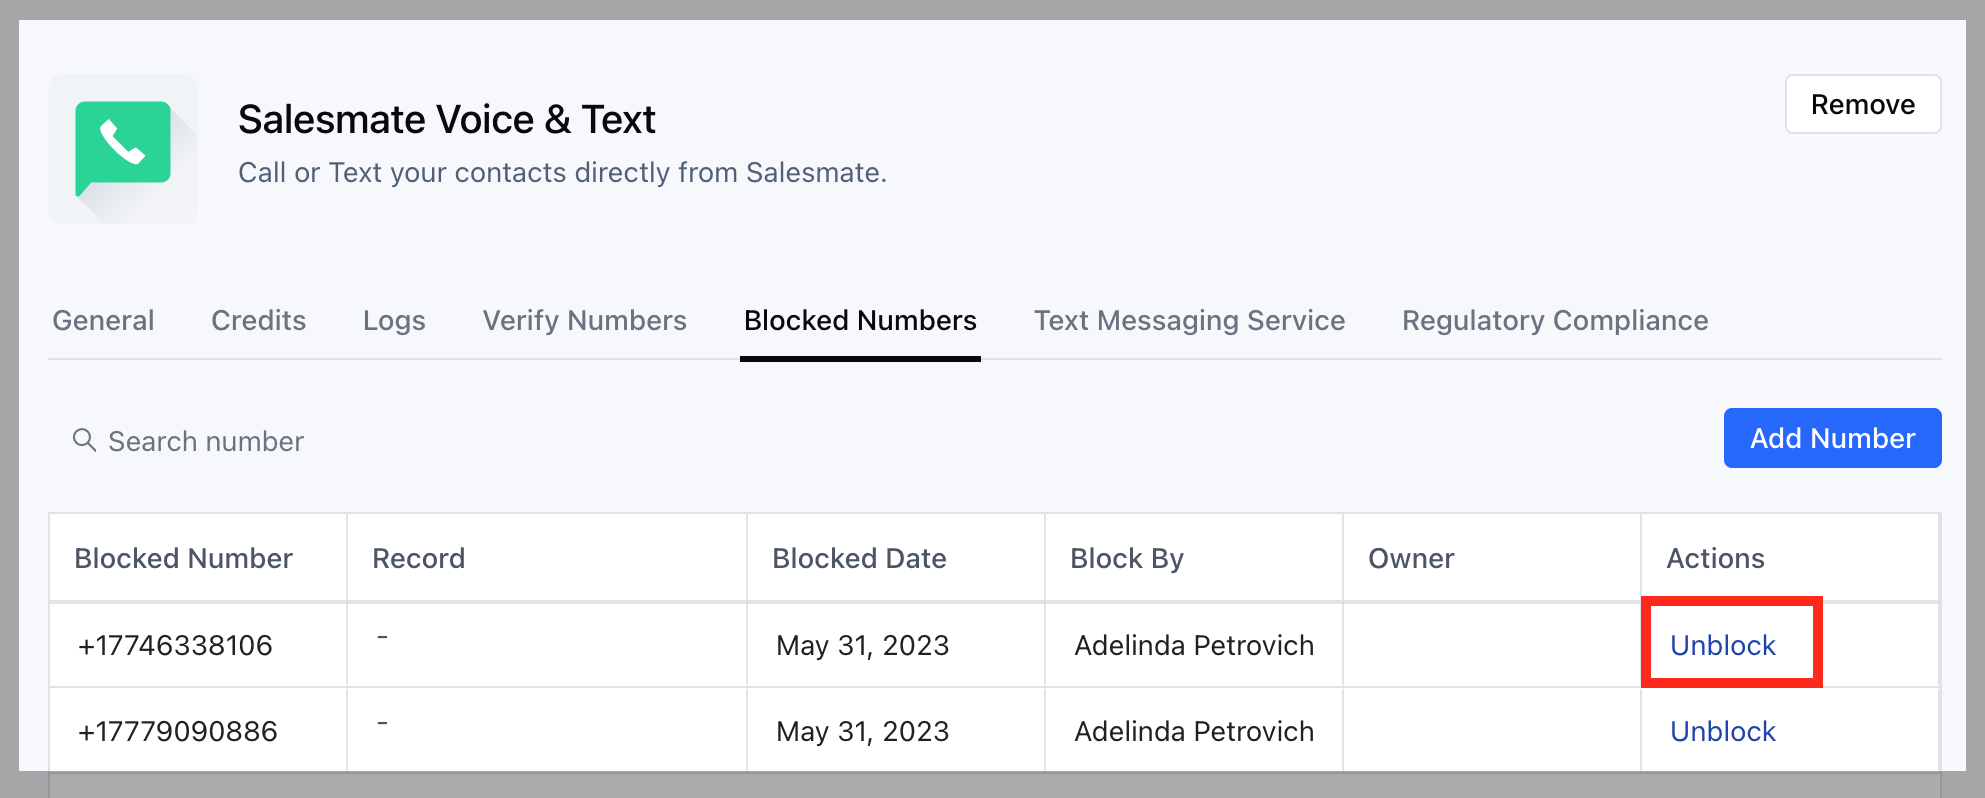 Salesmate Voice & Text
Remove
Call or Text your contacts directly from Salesmate.
General Credits Logs Verify Numbers Blocked Numbers Text Messaging Service Regulatory Compliance
Search number
Add Number
Blocked Number Record Blocked Date Block By Owner Actions
+17746338106 - May 31, 2023 Adelinda Petrovich Unblock
+17779090886 - May 31, 2023 Adelinda Petrovich Unblock